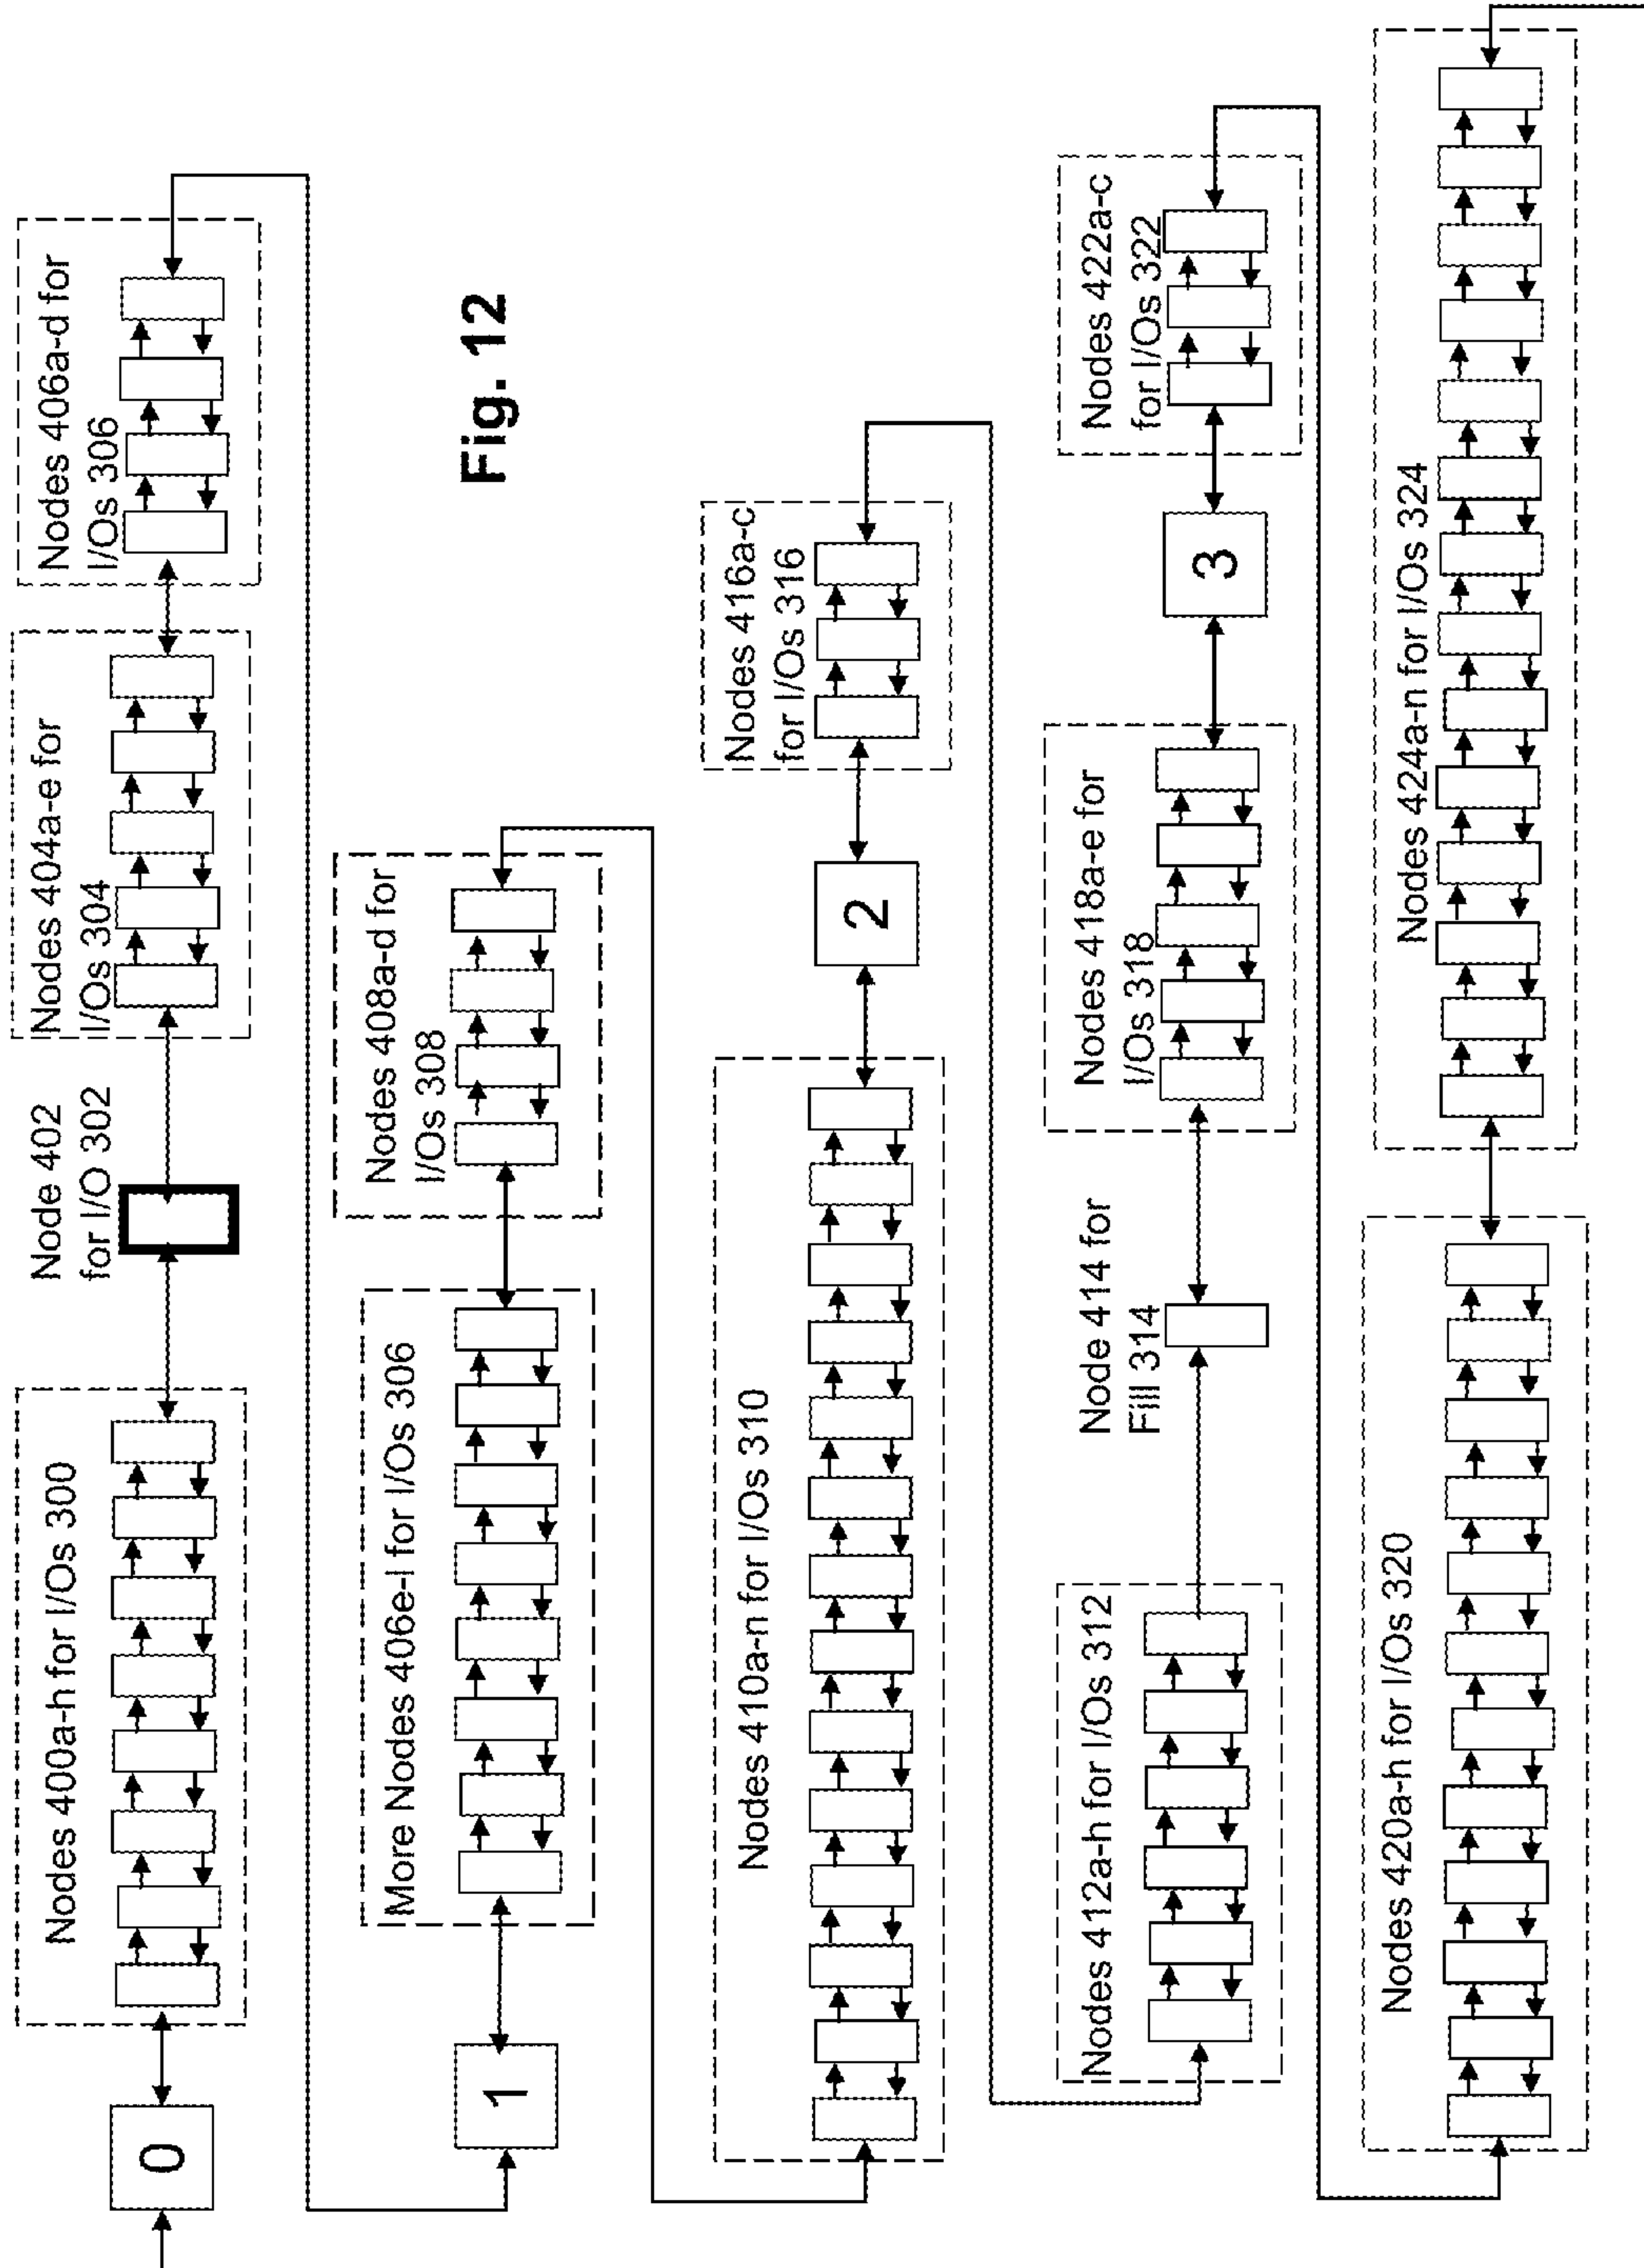 0
Nodes 400a-h for I/Os 300
Node 402
for I/O 302
Nodes 404a-e for
I/Os 304
Nodes 406a-d for
I/Os 306
1
More Nodes 406e-l for I/Os 306
Nodes 408a-d for
I/Os 308
Fig. 12
Nodes 410a-n for I/Os 310
2
Nodes 416a-c
for I/Os 316
Nodes 412a-h for I/Os 312
Node 414 for
Fill 314
Nodes 418a-e for
I/Os 318
3
Nodes 422a-c
for I/Os 322
Nodes 420a-h for I/Os 320
Nodes 424a-n for I/Os 324